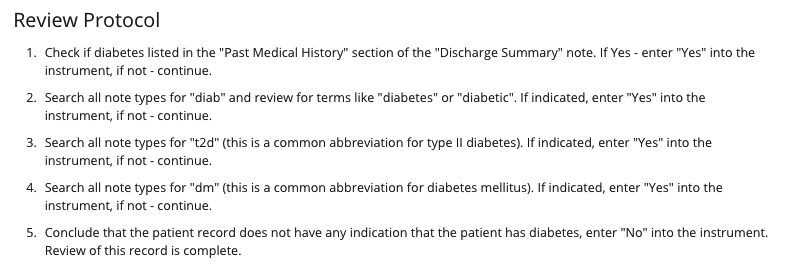 Review Protocol
1. Check if diabetes listed in the "Past Medical History" section of the "Discharge Summary" note. If Yes - enter "Yes" into the
instrument, if not - continue.
2. Search all note types for "diab" and review for terms like "diabetes" or "diabetic". If indicated, enter "Yes" into the
instrument, if not - continue.
3. Search all note types for "t2d" (this is a common abbreviation for type II diabetes). If indicated, enter "Yes" into the
instrument, if not - continue.
4. Search all note types for "dm" (this is a common abbreviation for diabetes mellitus). If indicated, enter "Yes" into the
instrument, if not - continue.
5. Conclude that the patient record does not have any indication that the patient has diabetes, enter "No" into the instrument.
Review of this record is complete.